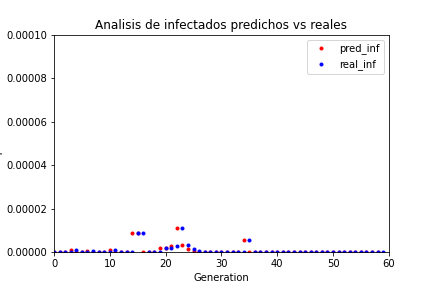 Analisis de infectados predichos vs reales
0.00010
0.00008
0.00006
0.00004
0.00002
0.00000
pred_inf
real_inf
0 10 20 30 40 50 60
Generation